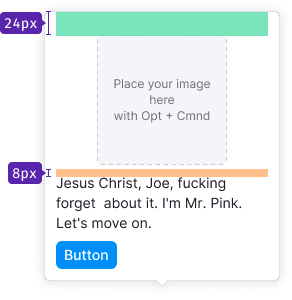 24px
Place your image
here
with Opt + Cmnd
8px
Jesus Christ, Joe, fucking
forget  about it. I'm Mr. Pink.
Let's move on.
Button